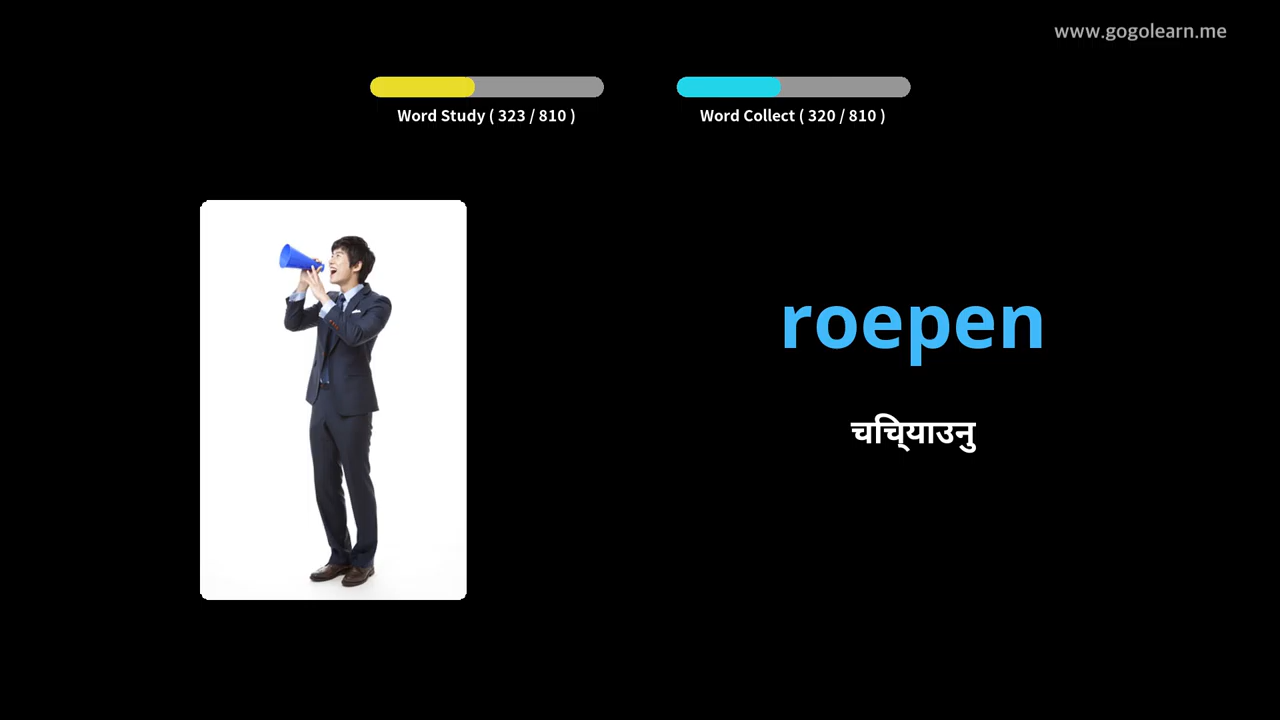 www.gogolearn.me
Word Study ( 323 / 810 )
Word Collect ( 320 / 810 )
roepen
चिच्याउनु